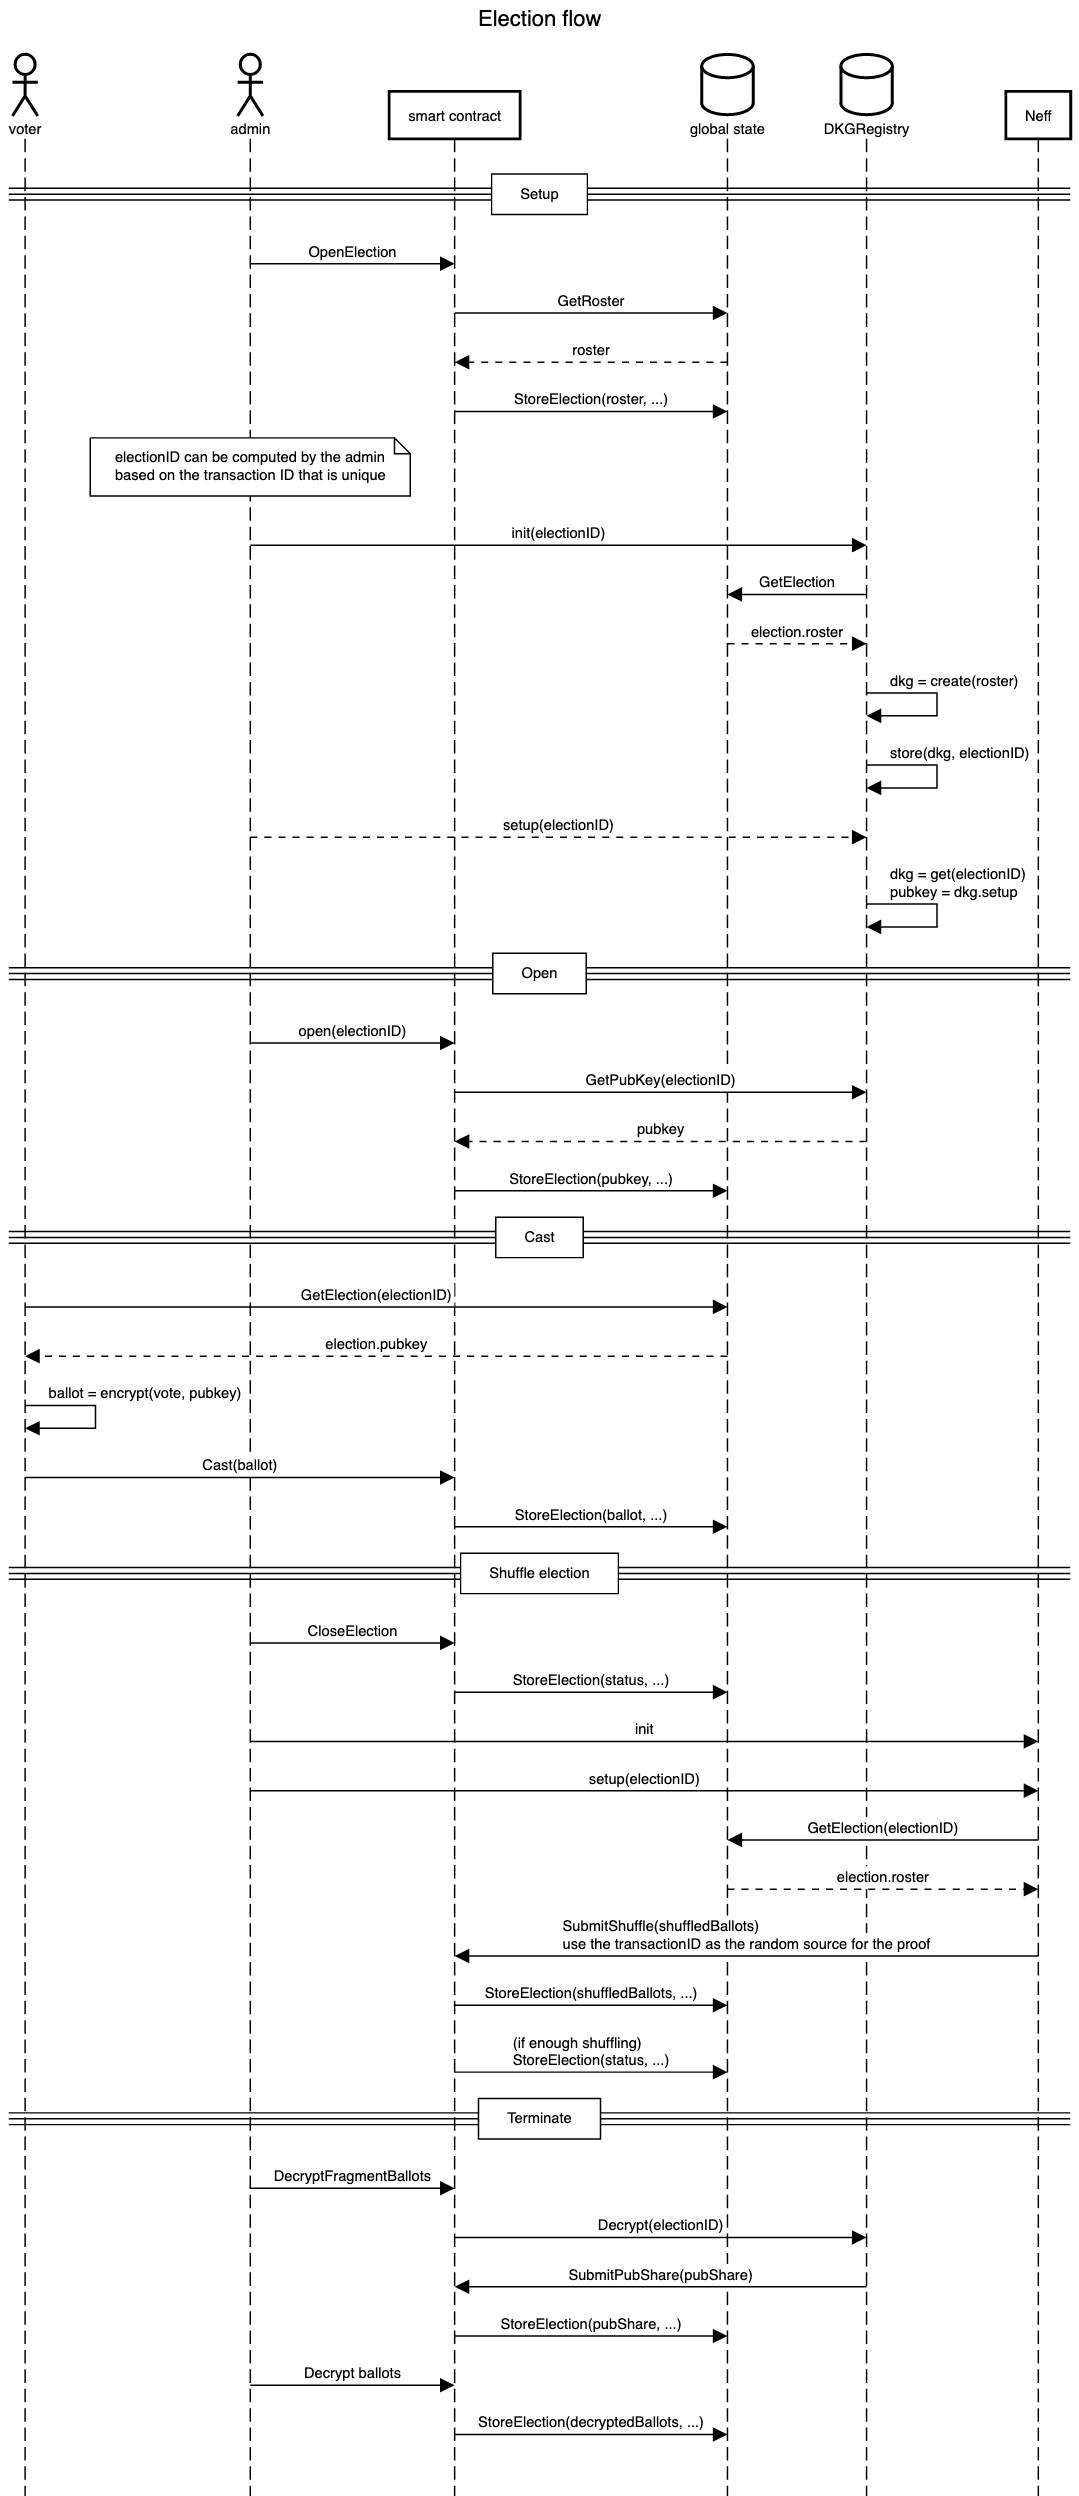 Election flow
voter
admin
smart contract
global state
DKGRegistry
Neff
Setup
OpenElection
GetRoster
roster
StoreElection(roster, ...)
electionID can be computed by the admin
based on the transaction ID that is unique
init(electionID)
GetElection
election.roster
dkg = create(roster)
store(dkg, electionID)
setup(electionID)
dkg = get(electionID)
pubkey = dkg.setup
Open
open(electionID)
GetPubKey(electionID)
pubkey
StoreElection(pubkey, ...)
Cast
GetElection(electionID)
election.pubkey
ballot = encrypt(vote, pubkey)
Cast(ballot)
StoreElection(ballot, ...)
Shuffle election
CloseElection
StoreElection(status, ...)
init
setup(electionID)
GetElection(electionID)
election.roster
SubmitShuffle(shuffledBallots)
use the transactionID as the random source for the proof
StoreElection(shuffledBallots, ...)
(if enough shuffling)
StoreElection(status, ...)
Terminate
DecryptFragmentBallots
Decrypt(electionID)
SubmitPubShare(pubShare)
StoreElection(pubShare, ...)
Decrypt ballots
StoreElection(decryptedBallots, ...)